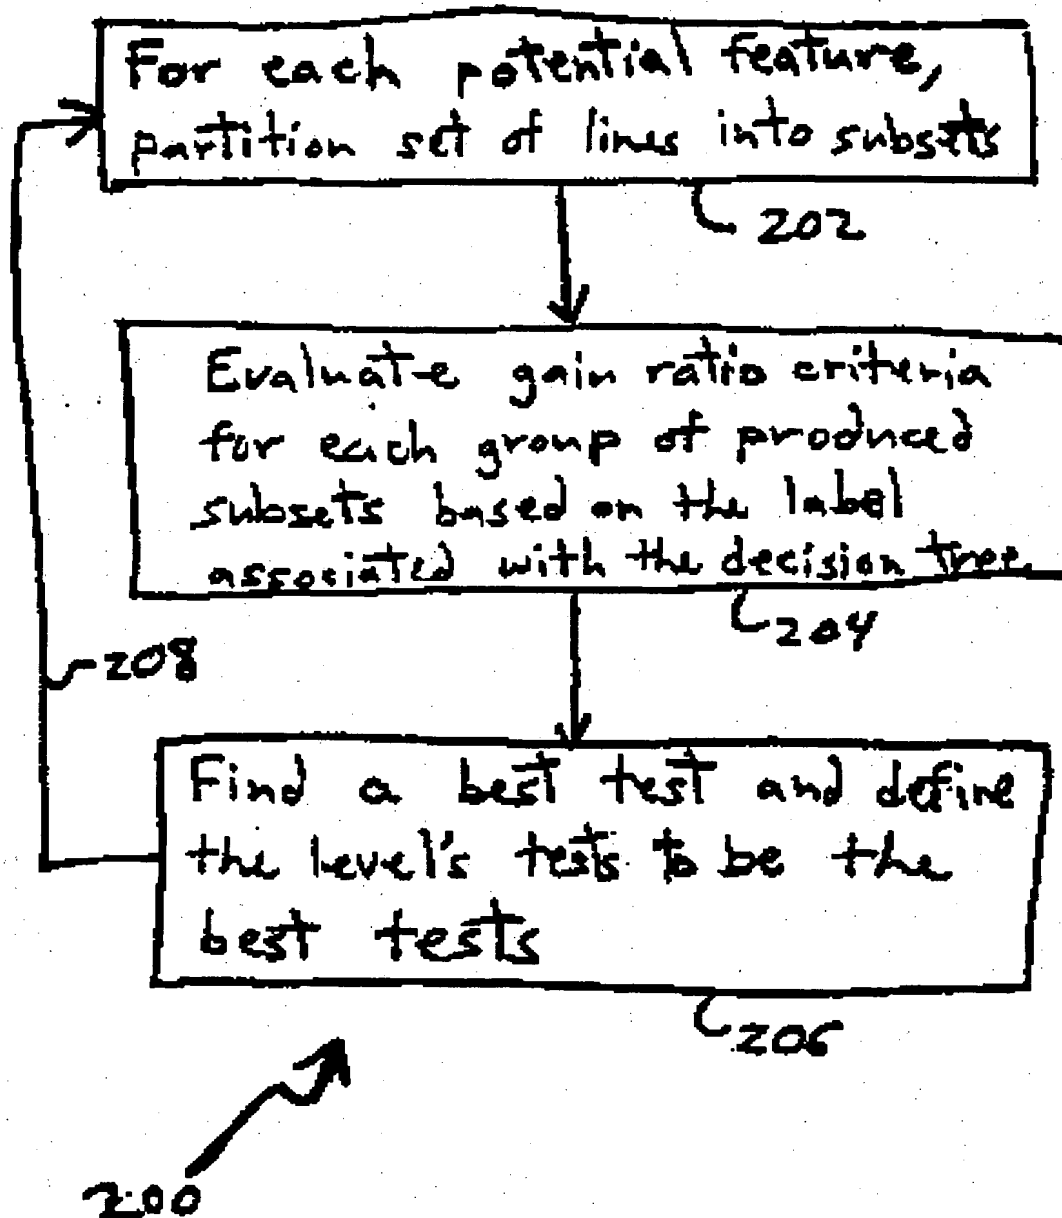 For each potential feature,
partition set of lines into subsets
202
Evaluate gain ratio criteria
for each group of produced
subsets based on the label
associated with the decision tree.
204
208
Find a best test and define
the level's tests to be the
best tests
206
200